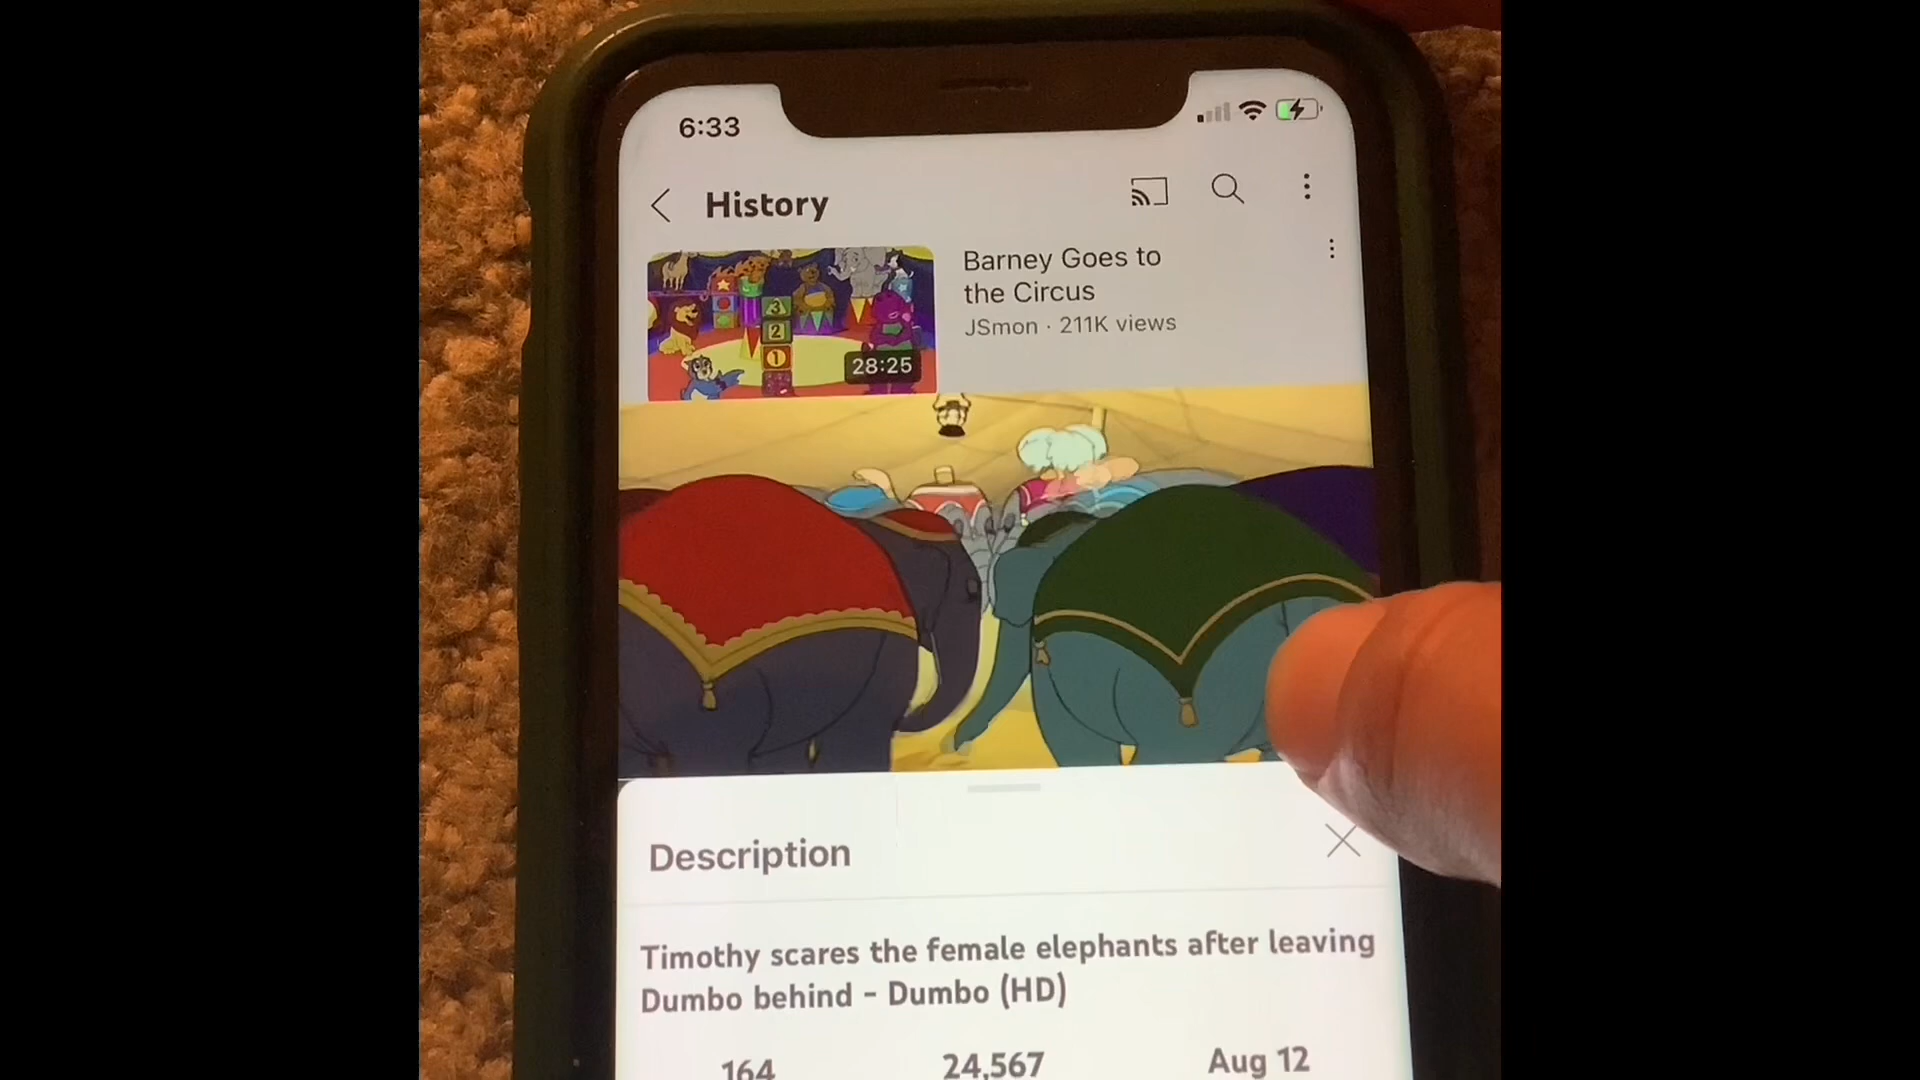 6:33
History
Barney Goes to
the Circus
JSmon · 211K views
3
2
1
28:25
Description
Timothy scares the female elephants after leaving
Dumbo behind - Dumbo (HD)
164
24,567
Aug 12